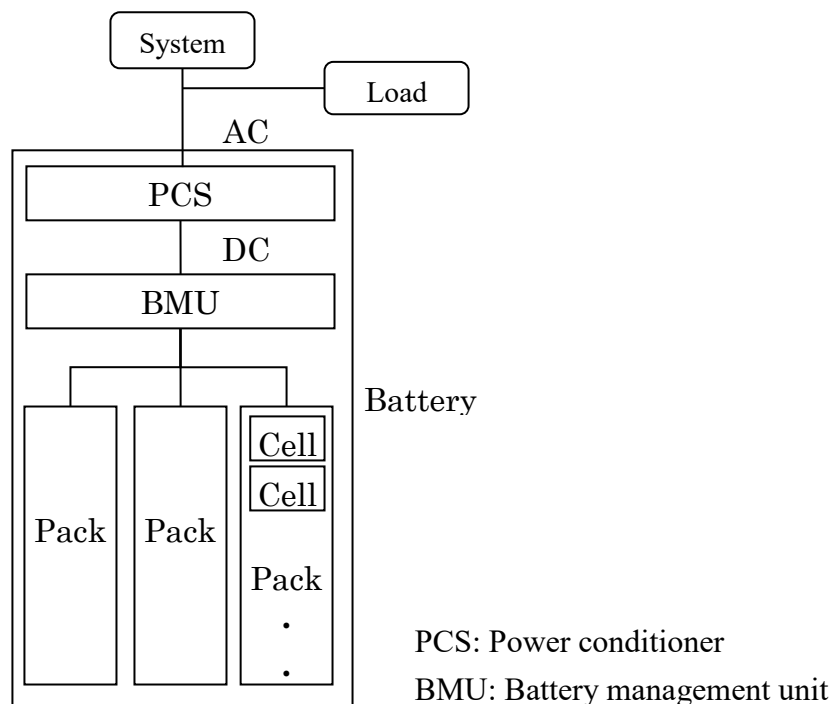 System
Load
AC
PCS
DC
BMU
Battery
Cell
Cell
Pack
Pack
Pack
.
.
PCS: Power conditioner
BMU: Battery management unit